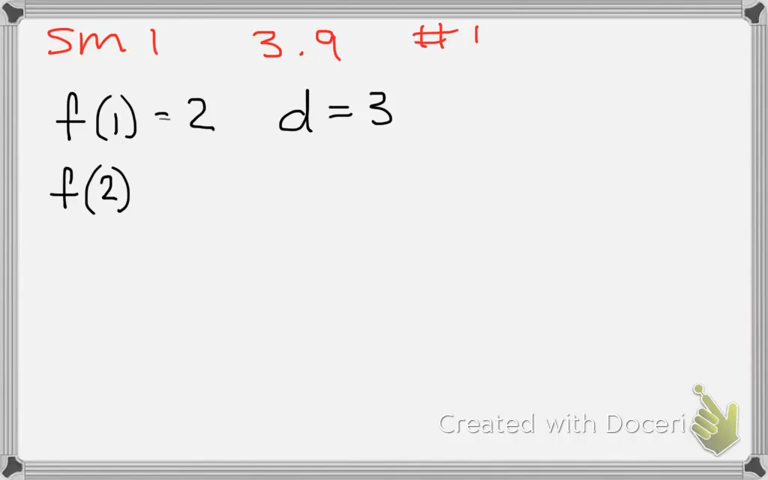 Sm 1 3.9 #1
f(1) = 2 d = 3
f(2)
Created with Doceri